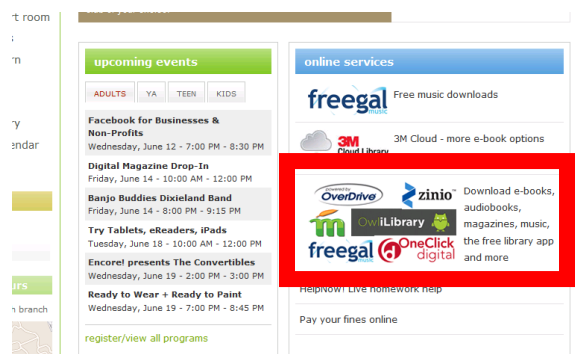 rt room
rn
ry
endar
urs
n branch
upcoming events
ADULTS YA TEEN KIDS
Facebook for Businesses &
Non-Profits
Wednesday, June 12 - 7:00 PM - 8:30 PM
Digital Magazine Drop-In
Friday, June 14 - 10:00 AM - 12:00 PM
Banjo Buddies Dixieland Band
Friday, June 14 - 8:00 PM - 9:15 PM
Try Tablets, eReaders, iPads
Tuesday, June 18 - 10:00 AM - 12:00 PM
Encore! presents The Convertibles
Wednesday, June 19 - 2:00 PM - 3:00 PM
Ready to Wear + Ready to Paint
Wednesday, June 19 - 7:00 PM - 8:45 PM
register/view all programs
online services
freegal music
Free music downloads
3M
Cloud Library
3M Cloud - more e-book options
powered by
OverDrive
zinio
m
OwliLibrary
freegal music
OneClick
digital
Download e-books,
audiobooks,
magazines, music,
the free library app
and more
HelpNow! Live homework help
Pay your fines online